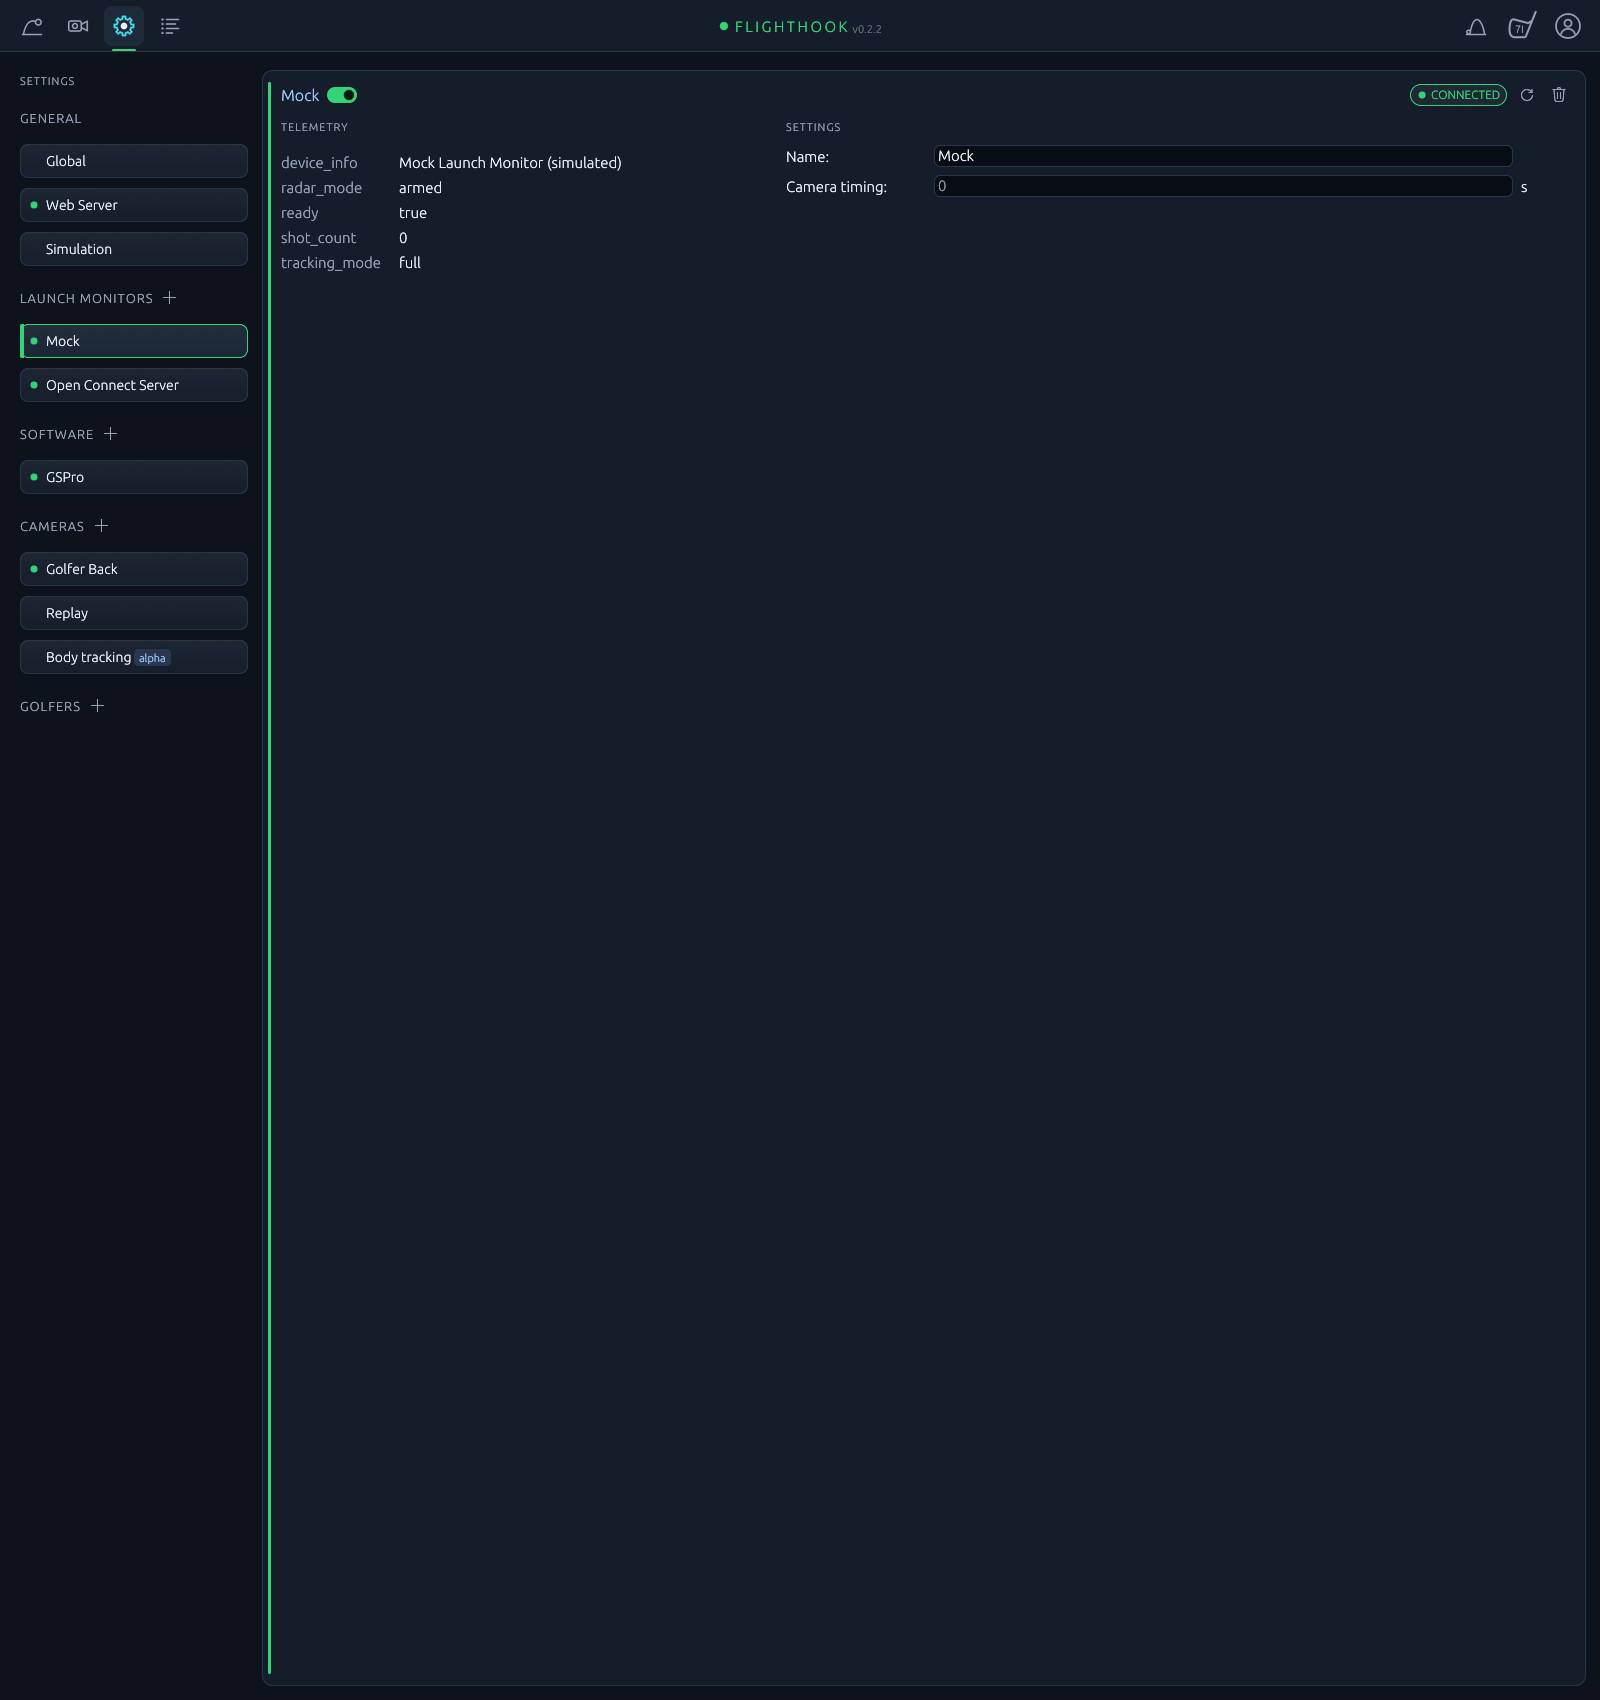 FLIGHTHOOK v0.2.2
7I
SETTINGS
GENERAL
Global
Web Server
Simulation
LAUNCH MONITORS
Mock
Open Connect Server
SOFTWARE
GSPro
CAMERAS
Golfer Back
Replay
Body tracking alpha
GOLFERS
Mock
CONNECTED
TELEMETRY
device_info Mock Launch Monitor (simulated)
radar_mode armed
ready true
shot_count 0
tracking_mode full
SETTINGS
Name: Mock
Camera timing: 0 s